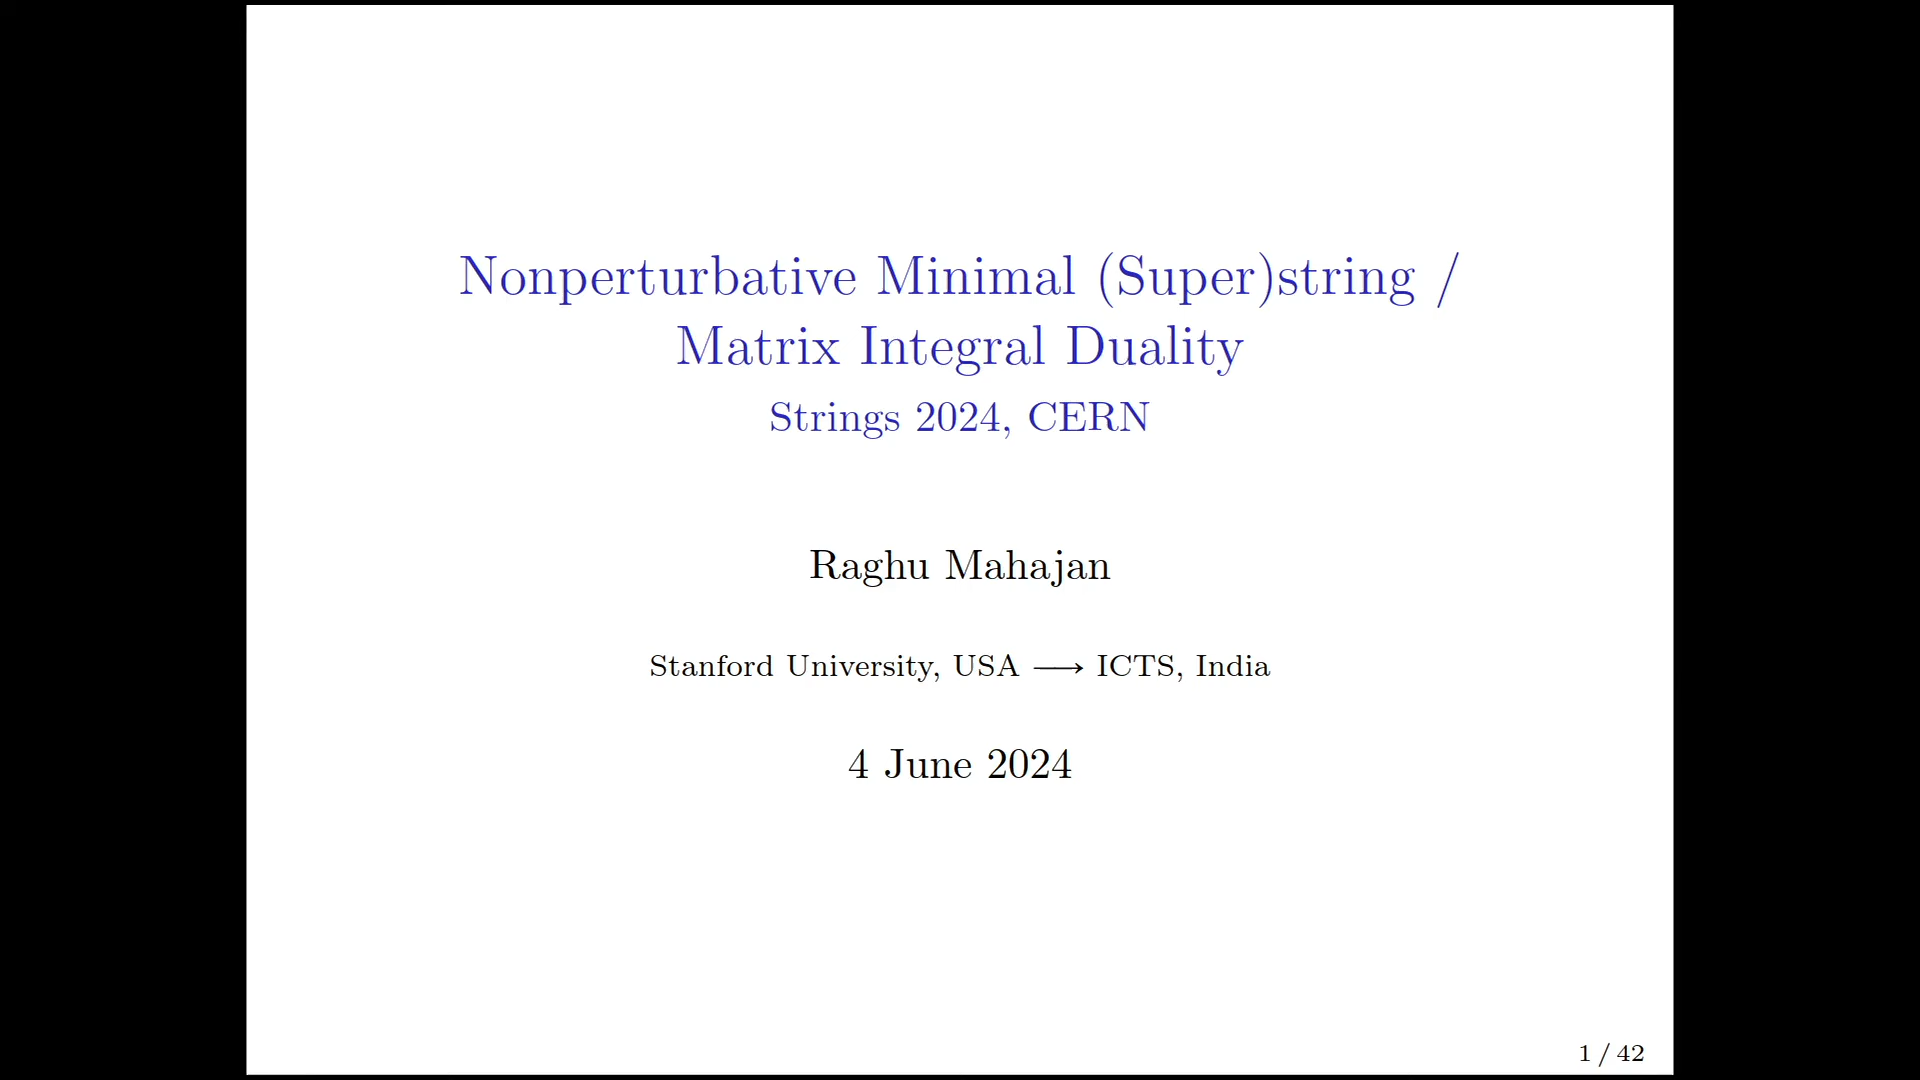 Nonperturbative Minimal (Super)string /
Matrix Integral Duality
Strings 2024, CERN
Raghu Mahajan
Stanford University, USA ⟶ ICTS, India
4 June 2024
1 / 42